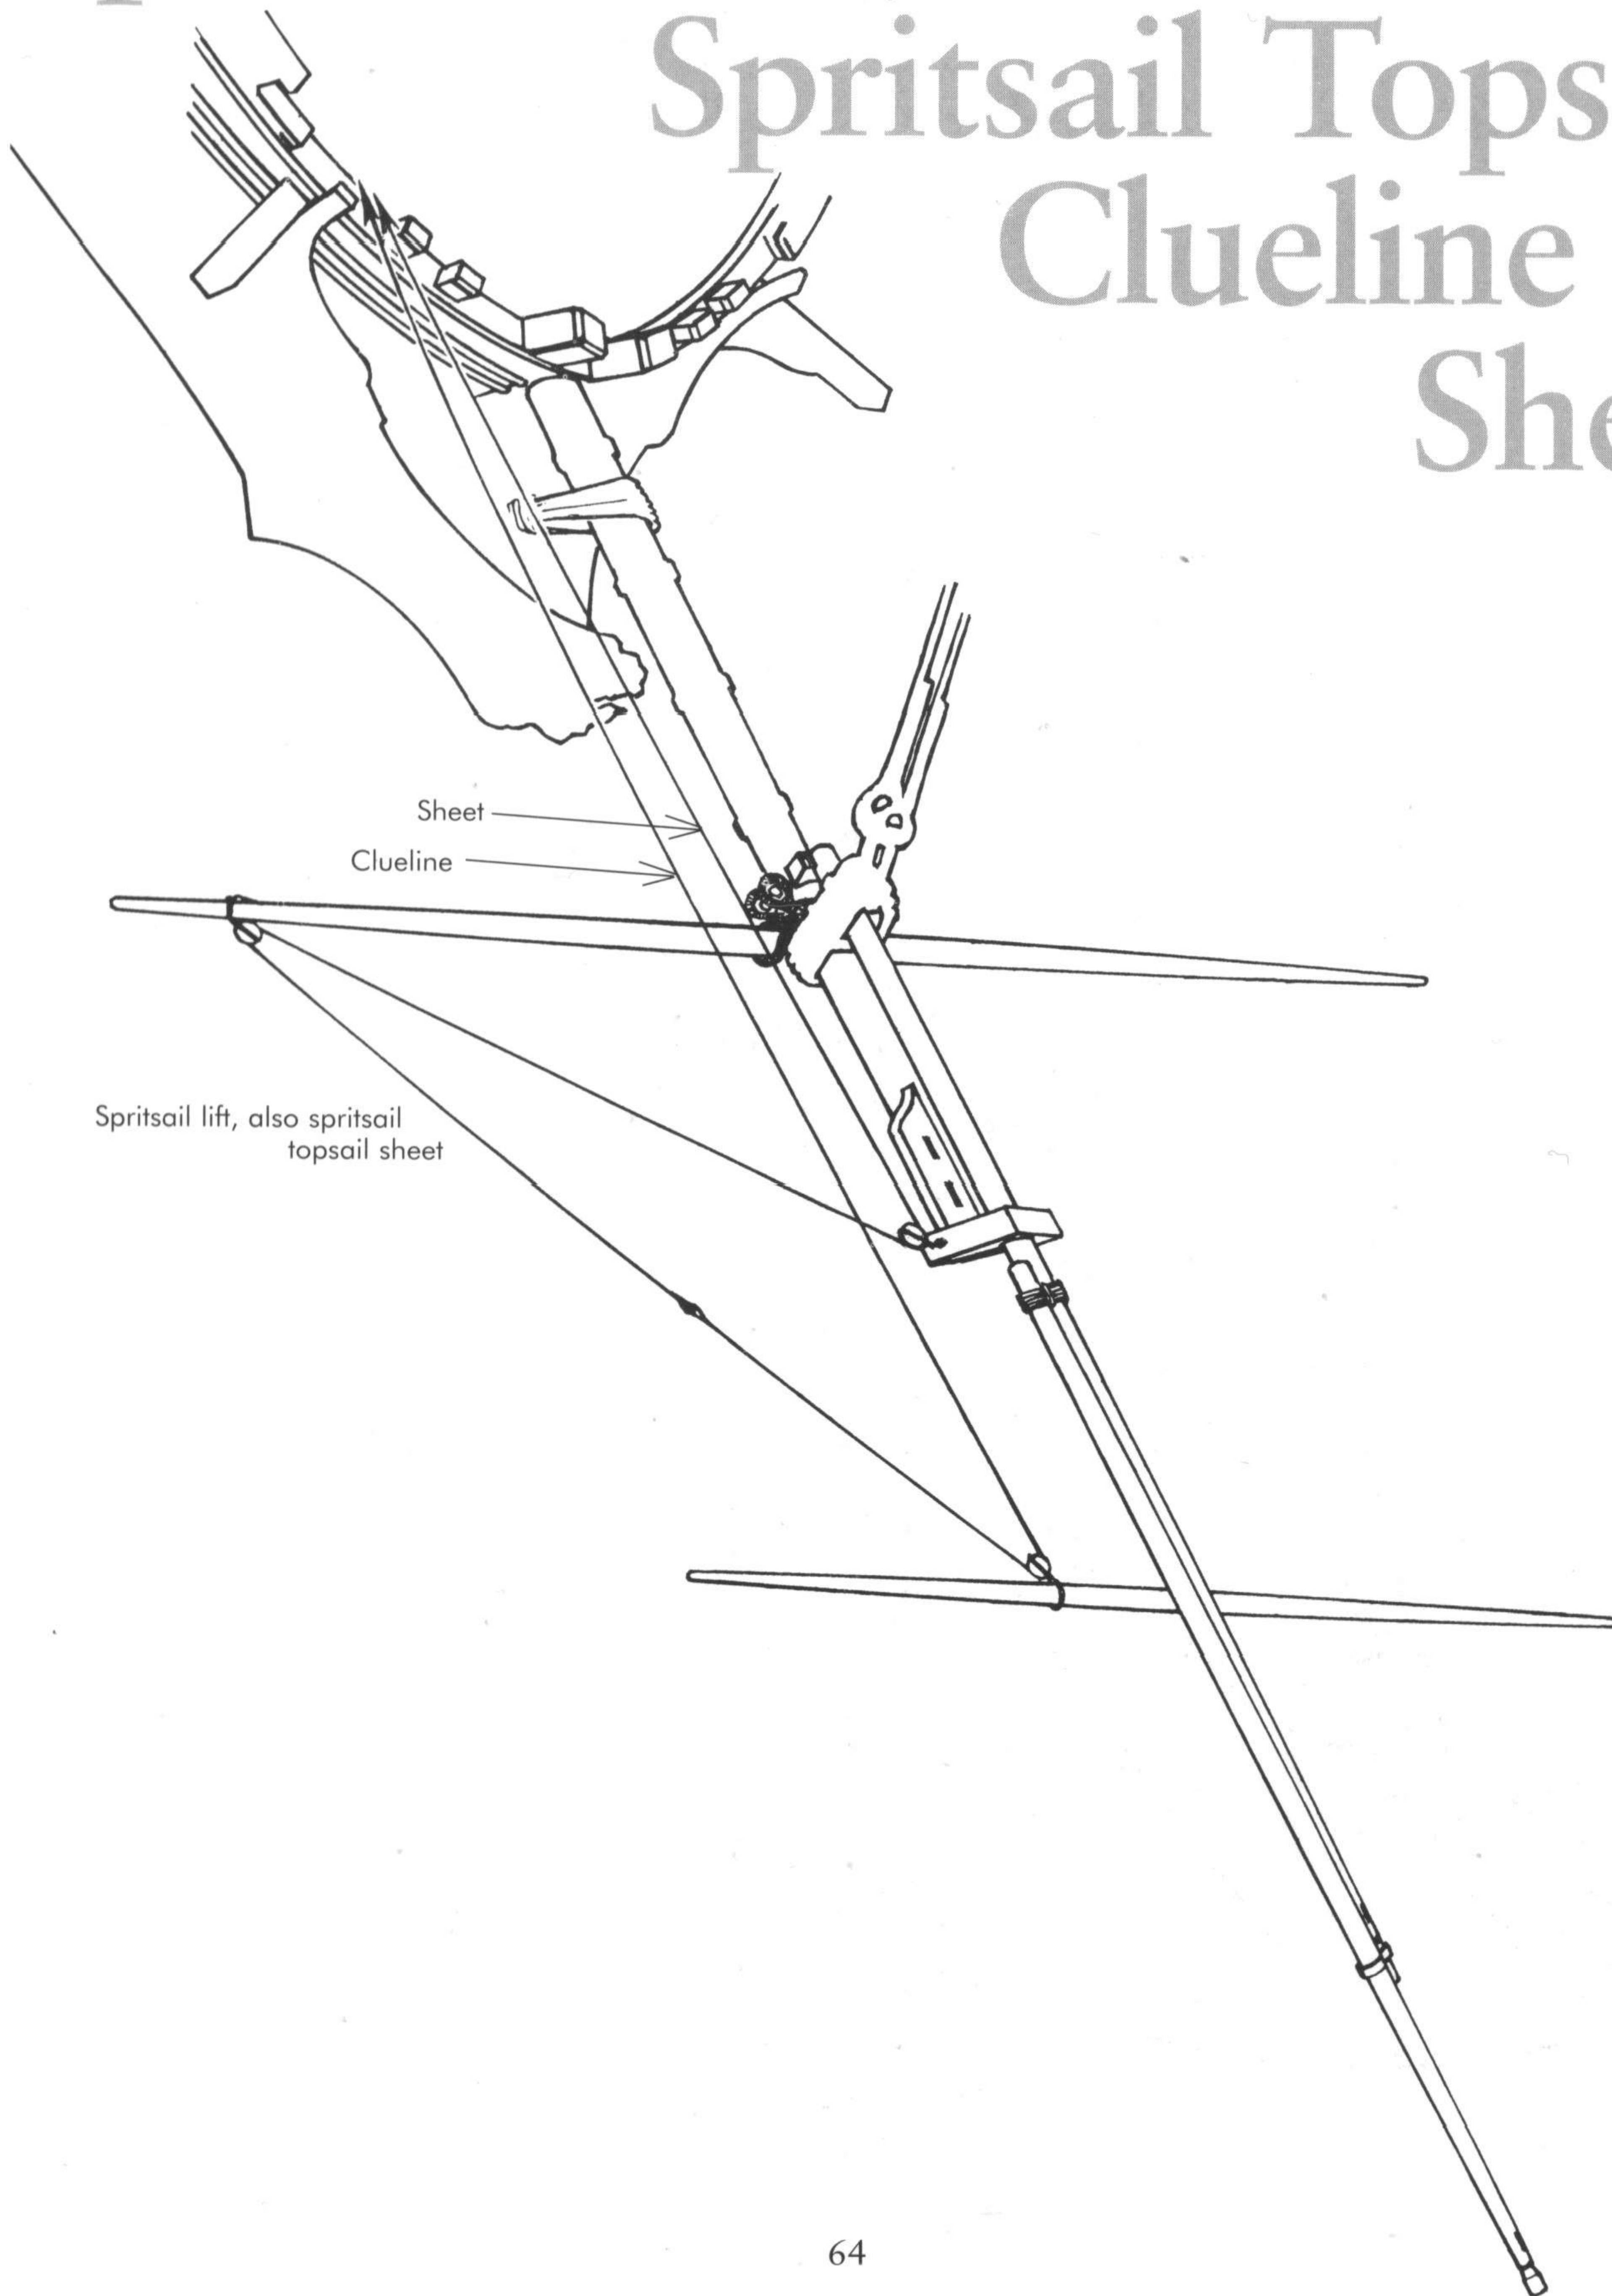 Spritsail Tops
Clueline
She
Sheet
Clueline
Spritsail lift, also spritsail
topsail sheet
64